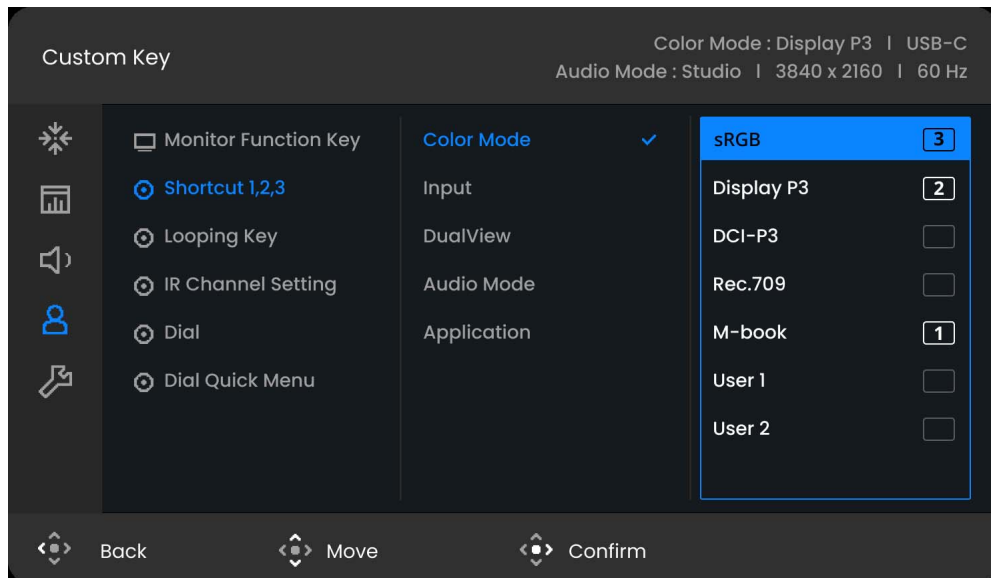 Custom Key
Color Mode : Display P3 I USB-C
Audio Mode : Studio I 3840 x 2160 I 60 Hz
Monitor Function Key
Shortcut 1,2,3
Looping Key
IR Channel Setting
Dial
Dial Quick Menu
Color Mode
Input
DualView
Audio Mode
Application
sRGB 3
Display P3 2
DCI-P3
Rec.709
M-book 1
User 1
User 2
Back Move Confirm